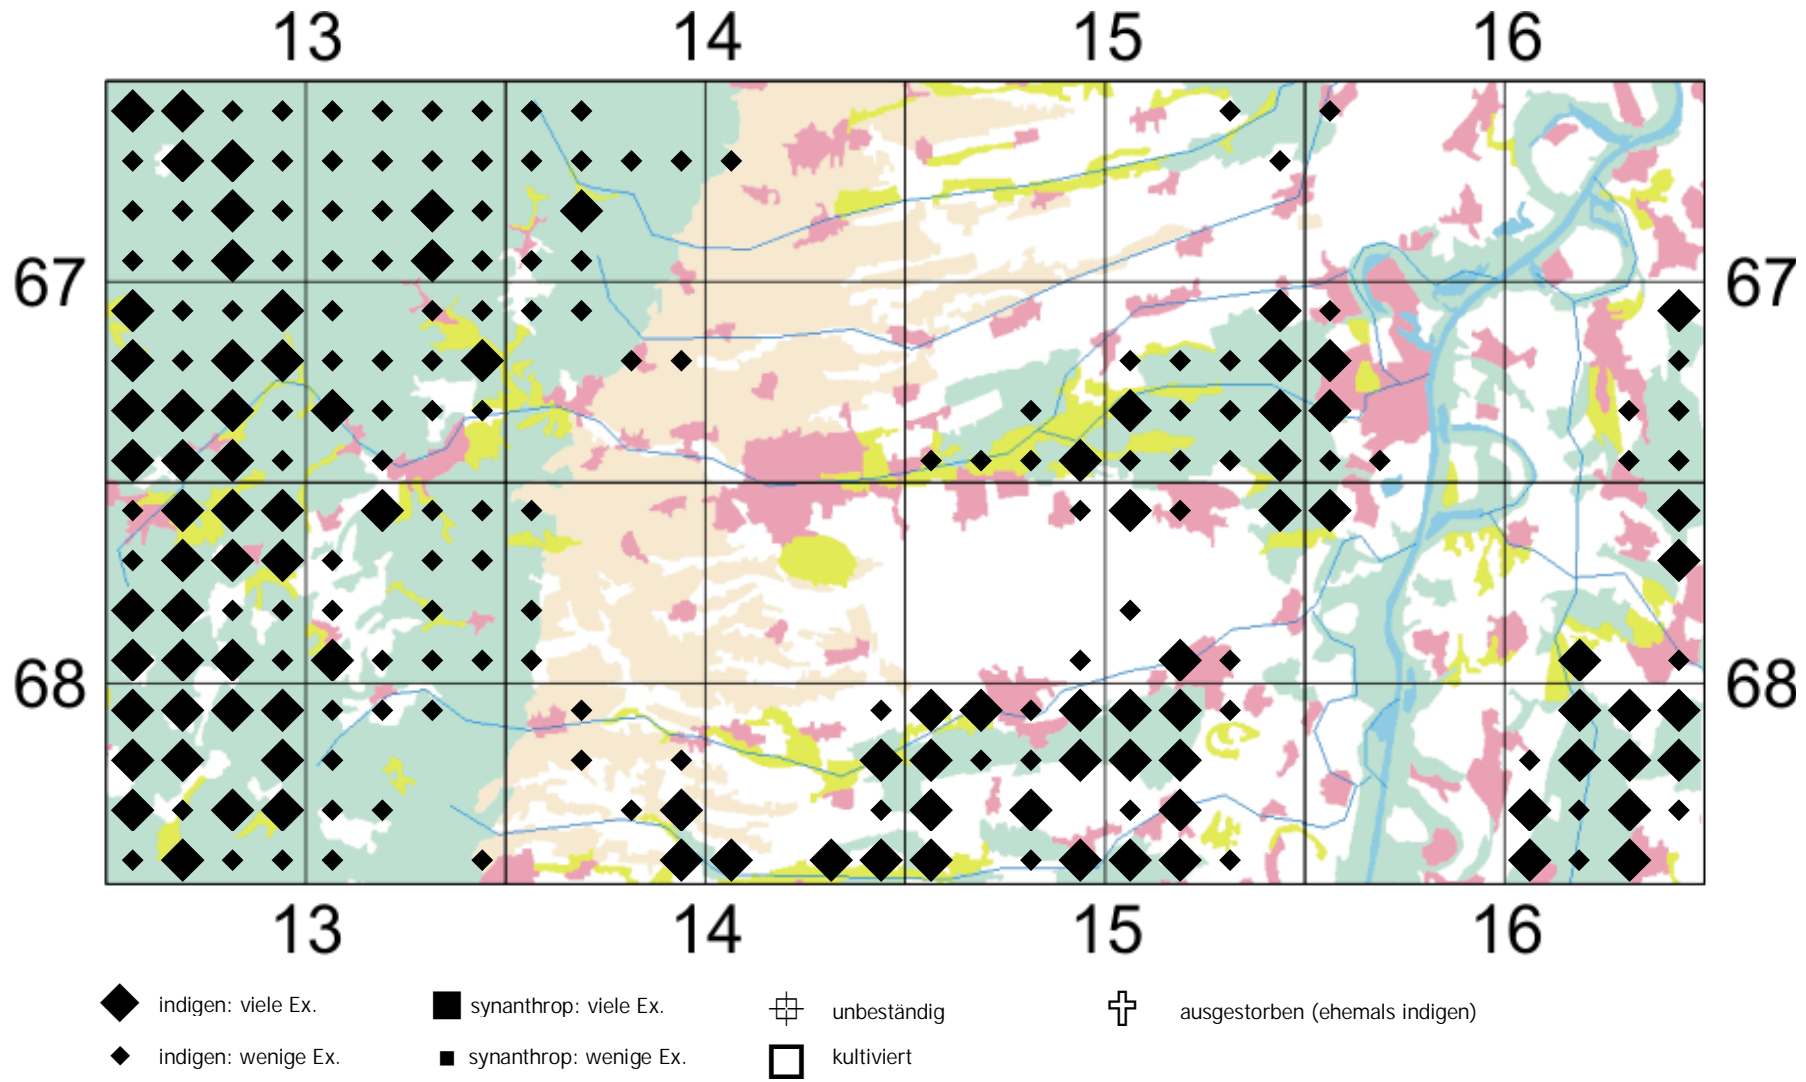 13 14 15 16
67 67
68 68
13 14 15 16
indigen: viele Ex. synanthrop: viele Ex. unbeständig ausgestorben (ehemals indigen)
indigen: wenige Ex. synanthrop: wenige Ex. kultiviert